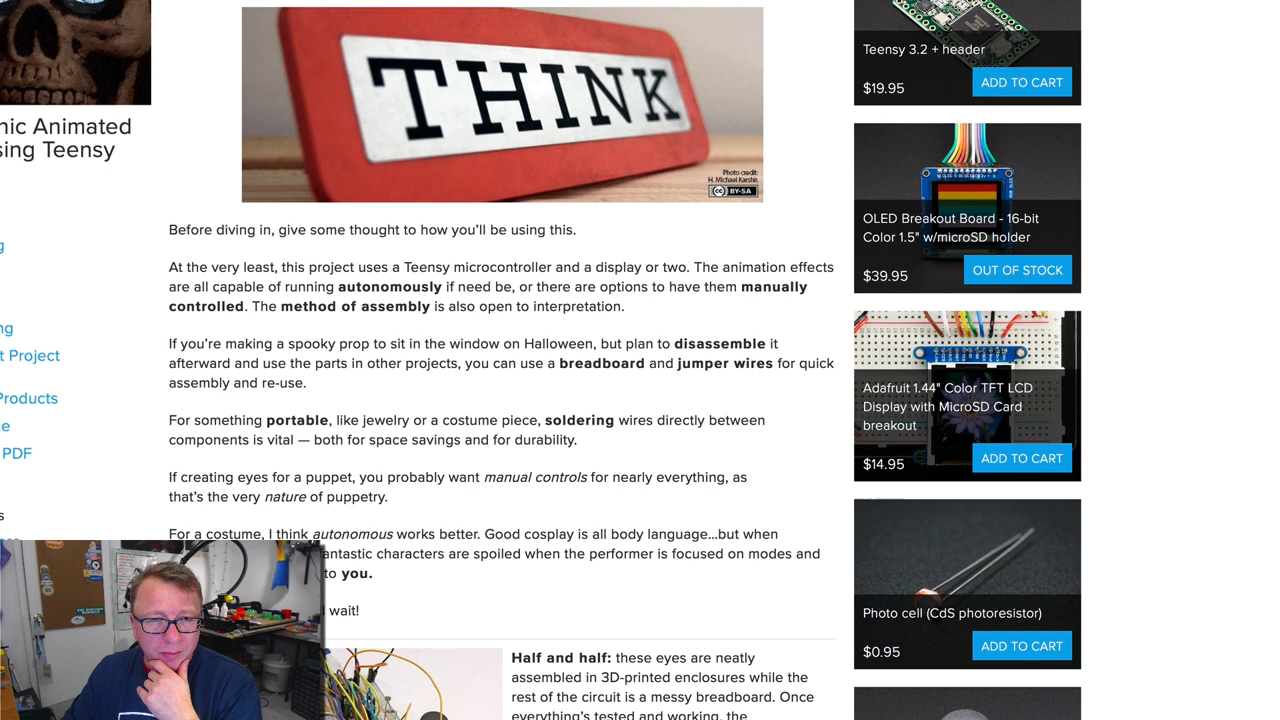 nic Animated
sing Teensy
g
ng
t Project
Products
e
PDF
s
THINK
Photo credit:
H. Michael Karshis
cc BY-SA
Before diving in, give some thought to how you'll be using this.
At the very least, this project uses a Teensy microcontroller and a display or two. The animation effects
are all capable of running autonomously if need be, or there are options to have them manually
controlled. The method of assembly is also open to interpretation.
If you're making a spooky prop to sit in the window on Halloween, but plan to disassemble it
afterward and use the parts in other projects, you can use a breadboard and jumper wires for quick
assembly and re-use.
For something portable, like jewelry or a costume piece, soldering wires directly between
components is vital — both for space savings and for durability.
If creating eyes for a puppet, you probably want manual controls for nearly everything, as
that's the very nature of puppetry.
For a costume, I think autonomous works better. Good cosplay is all body language...but when
antastic characters are spoiled when the performer is focused on modes and
to you.
wait!
Half and half: these eyes are neatly
assembled in 3D-printed enclosures while the
rest of the circuit is a messy breadboard. Once
everything's tested and working, the
Teensy 3.2 + header
$19.95
ADD TO CART
OLED Breakout Board - 16-bit
Color 1.5" w/microSD holder
$39.95
OUT OF STOCK
Adafruit 1.44" Color TFT LCD
Display with MicroSD Card
breakout
$14.95
ADD TO CART
Photo cell (CdS photoresistor)
$0.95
ADD TO CART